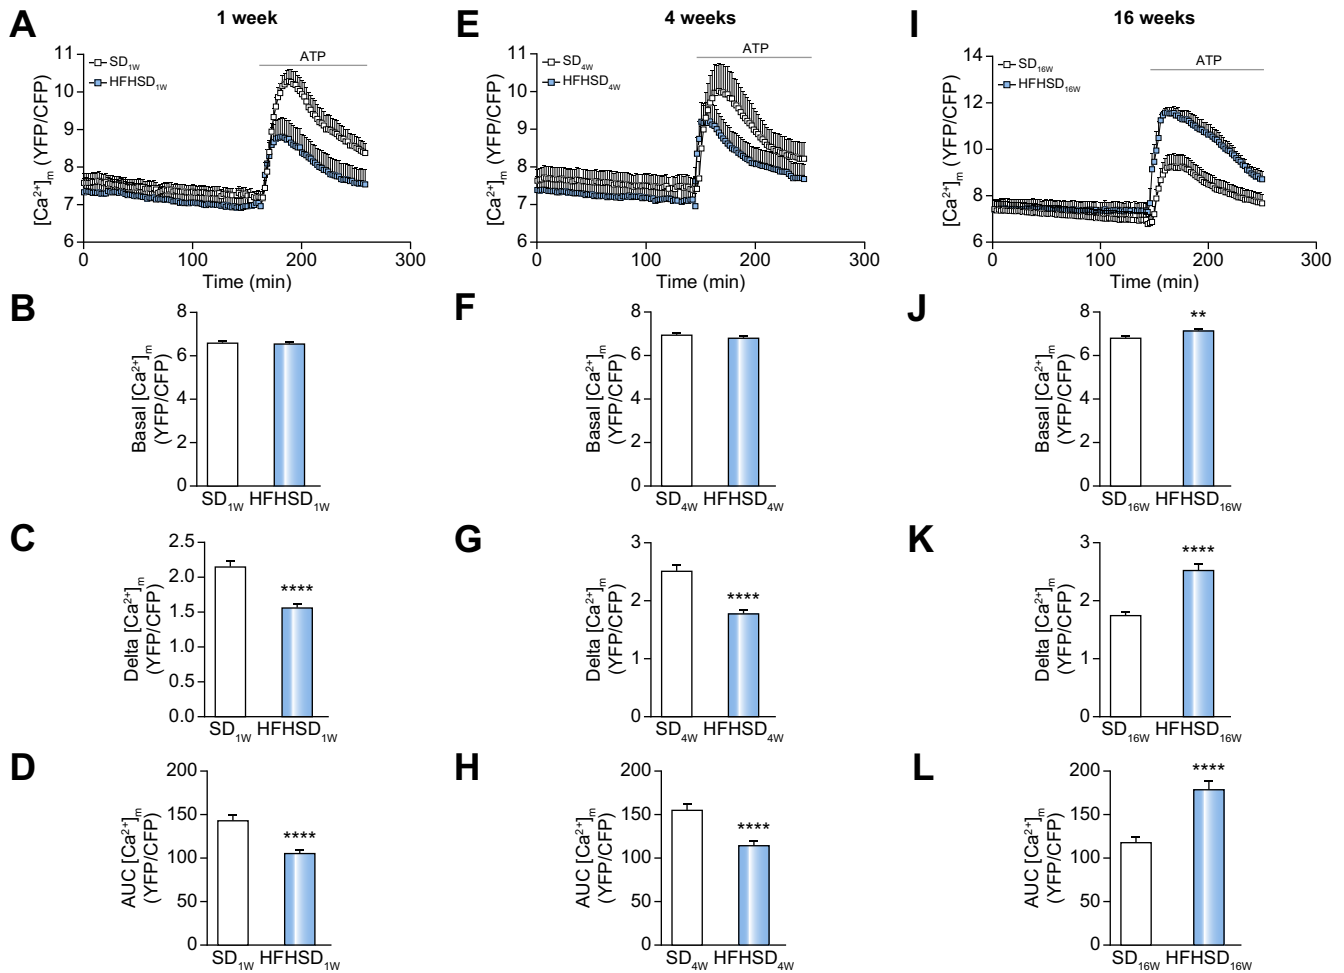 A
1 week
ATP
SD1W
HFHSD1W
[Ca2+]m (YFP/CFP)
11
10
9
8
7
6
0
100
200
300
Time (min)
E
4 weeks
ATP
SD4W
HFHSD4W
[Ca2+]m (YFP/CFP)
11
10
9
8
7
6
0
100
200
300
Time (min)
I
16 weeks
ATP
SD16W
HFHSD16W
[Ca2+]m (YFP/CFP)
14
12
10
8
6
0
100
200
300
Time (min)
B
Basal [Ca2+]m
(YFP/CFP)
8
6
4
2
0
SD1W HFHSD1W
F
Basal [Ca2+]m
(YFP/CFP)
8
6
4
2
0
SD4W HFHSD4W
J
Basal [Ca2+]m
(YFP/CFP)
8
6
4
2
0
**
SD16W HFHSD16W
C
Delta [Ca2+]m
(YFP/CFP)
2.5
2.0
1.5
1.0
0.5
0.0
****
SD1W HFHSD1W
G
Delta [Ca2+]m
(YFP/CFP)
3
2
1
0
****
SD4W HFHSD4W
K
Delta [Ca2+]m
(YFP/CFP)
3
2
1
0
****
SD16W HFHSD16W
D
AUC [Ca2+]m
(YFP/CFP)
200
150
100
50
0
****
SD1W HFHSD1W
H
AUC [Ca2+]m
(YFP/CFP)
200
150
100
50
0
****
SD4W HFHSD4W
L
AUC [Ca2+]m
(YFP/CFP)
200
150
100
50
0
****
SD16W HFHSD16W